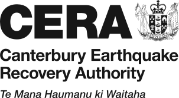 CERA
Canterbury Earthquake
Recovery Authority
Te Mana Haumanu ki Waitaha